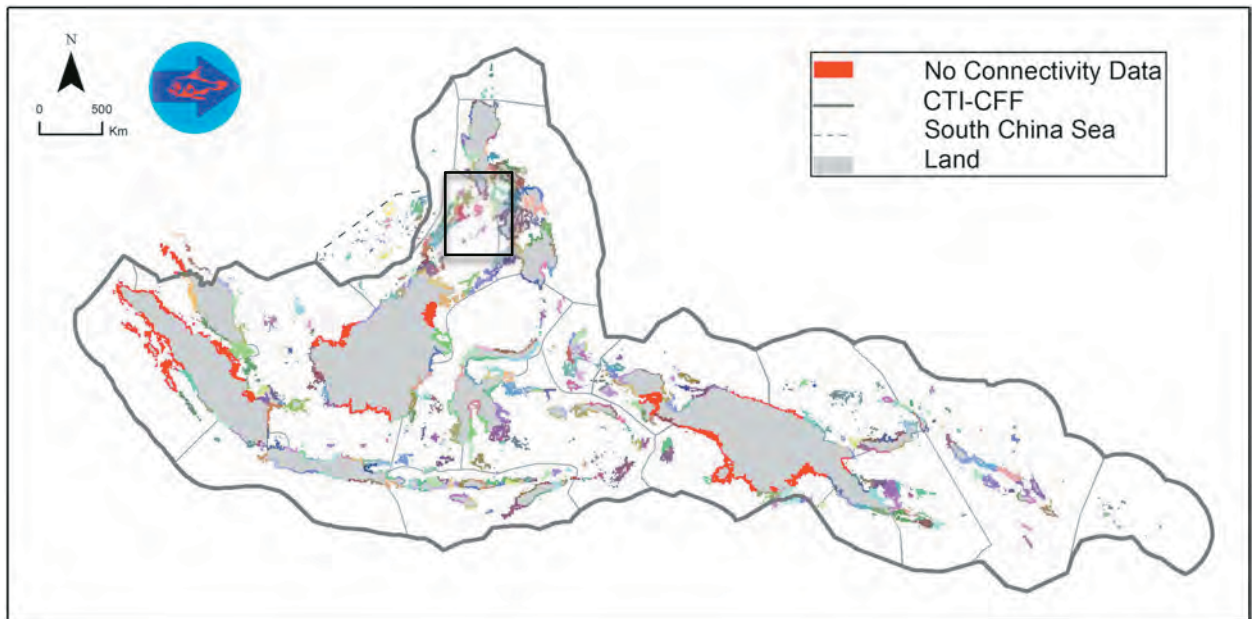 N
0 500
Km
No Connectivity Data
CTI-CFF
South China Sea
Land